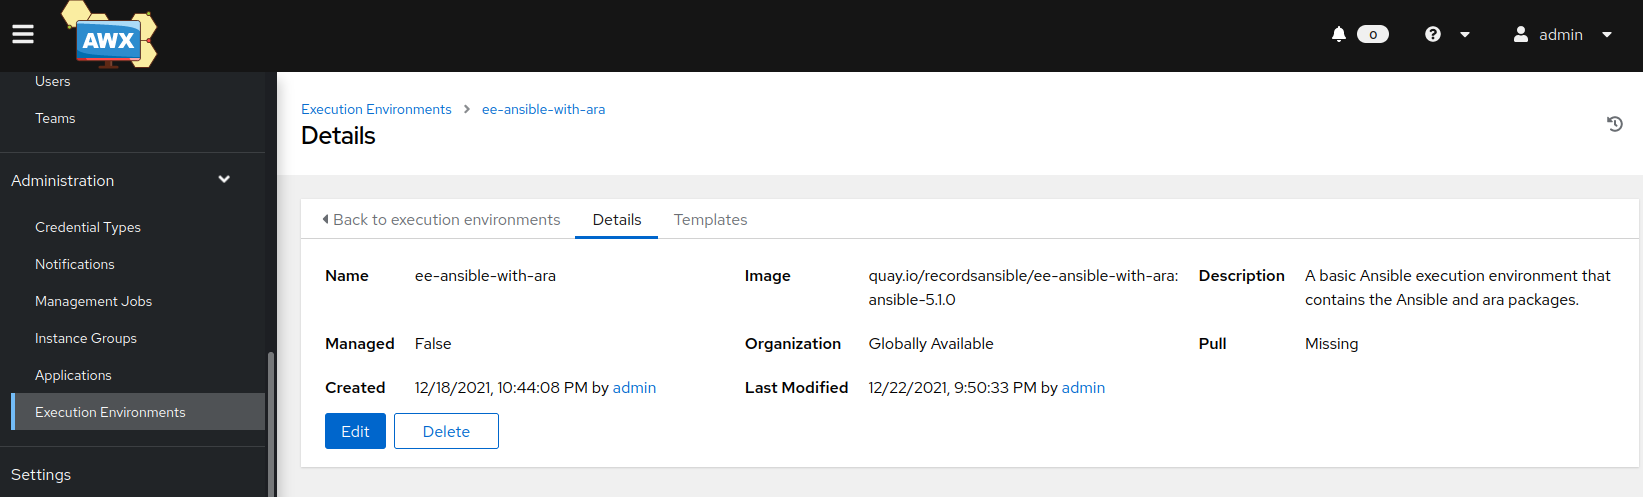 AWX
0
admin
Users
Teams
Administration
Credential Types
Notifications
Management Jobs
Instance Groups
Applications
Execution Environments
Settings
Execution Environments > ee-ansible-with-ara
Details
Back to execution environments Details Templates
Name ee-ansible-with-ara Image quay.io/recordsansible/ee-ansible-with-ara: Description A basic Ansible execution environment that
ansible-5.1.0 contains the Ansible and ara packages.
Managed False Organization Globally Available Pull Missing
Created 12/18/2021, 10:44:08 PM by admin Last Modified 12/22/2021, 9:50:33 PM by admin
Edit Delete